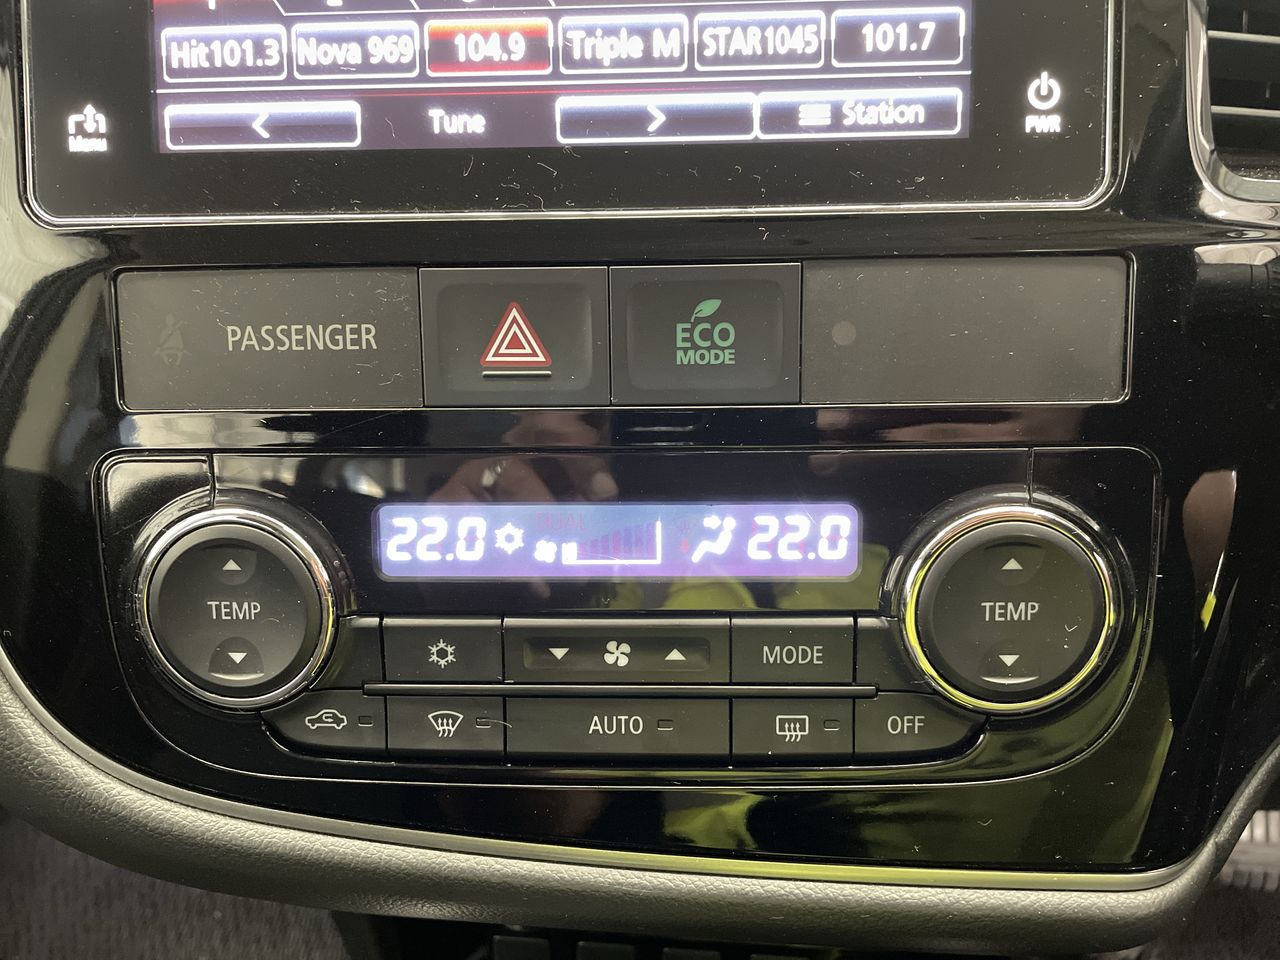 Hit101.3 Nova 969 104.9 Triple M STAR1045 101.7
Menu Tune Station PWR
PASSENGER
ECO
MODE
DUAL
22.0 22.0
TEMP TEMP
MODE
AUTO OFF